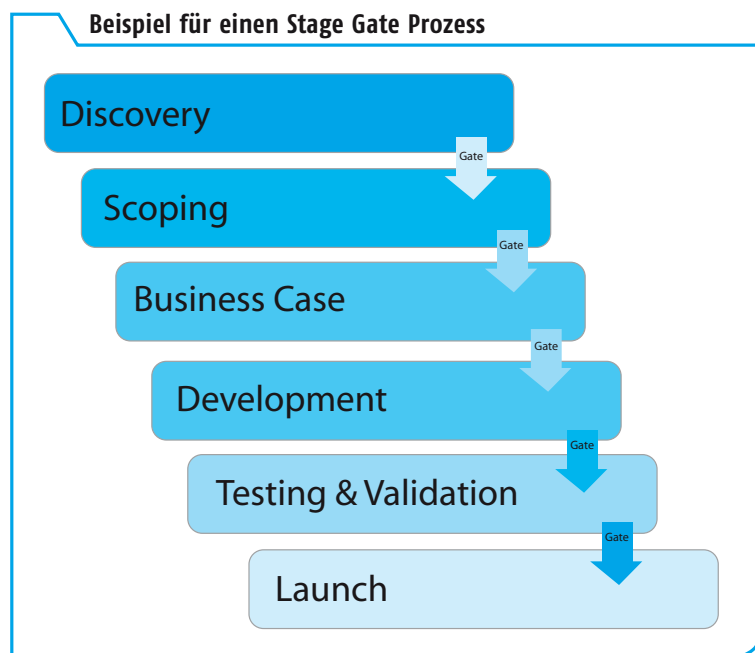 Beispiel für einen Stage Gate Prozess
Discovery
Gate
Scoping
Gate
Business Case
Gate
Development
Gate
Testing & Validation
Gate
Launch